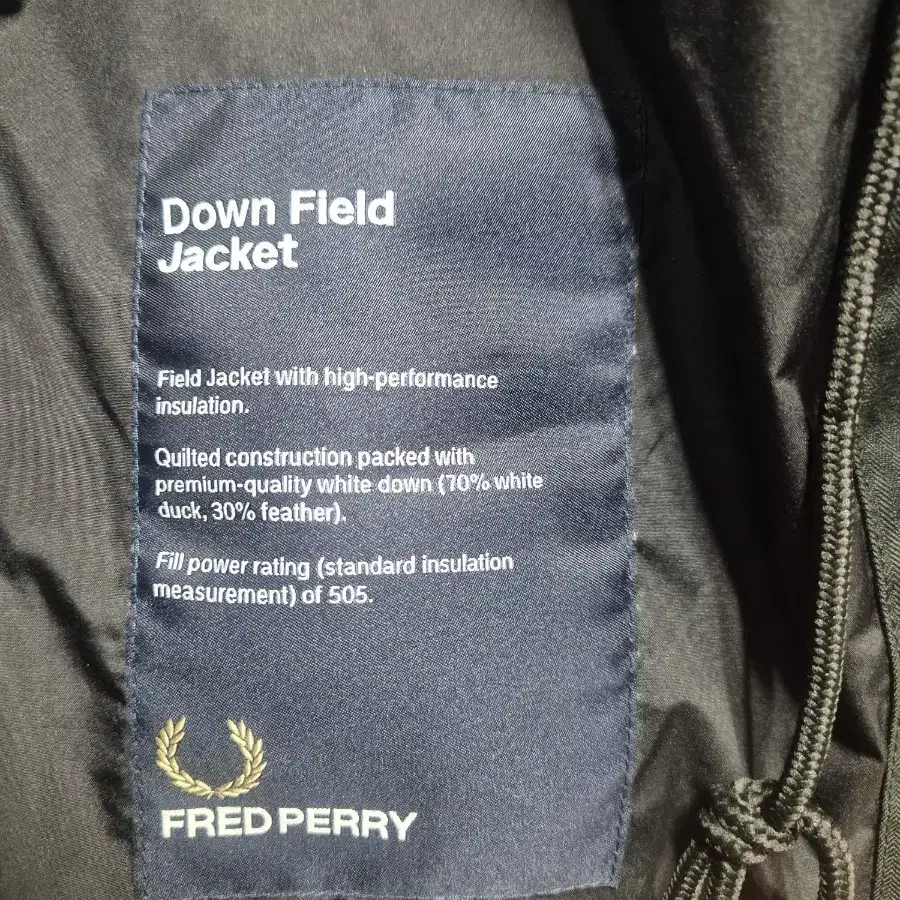 Down Field
Jacket
Field Jacket with high-performance
insulation.
Quilted construction packed with
premium-quality white down (70% white
duck, 30% feather).
Fill power rating (standard insulation
measurement) of 505.
FRED PERRY